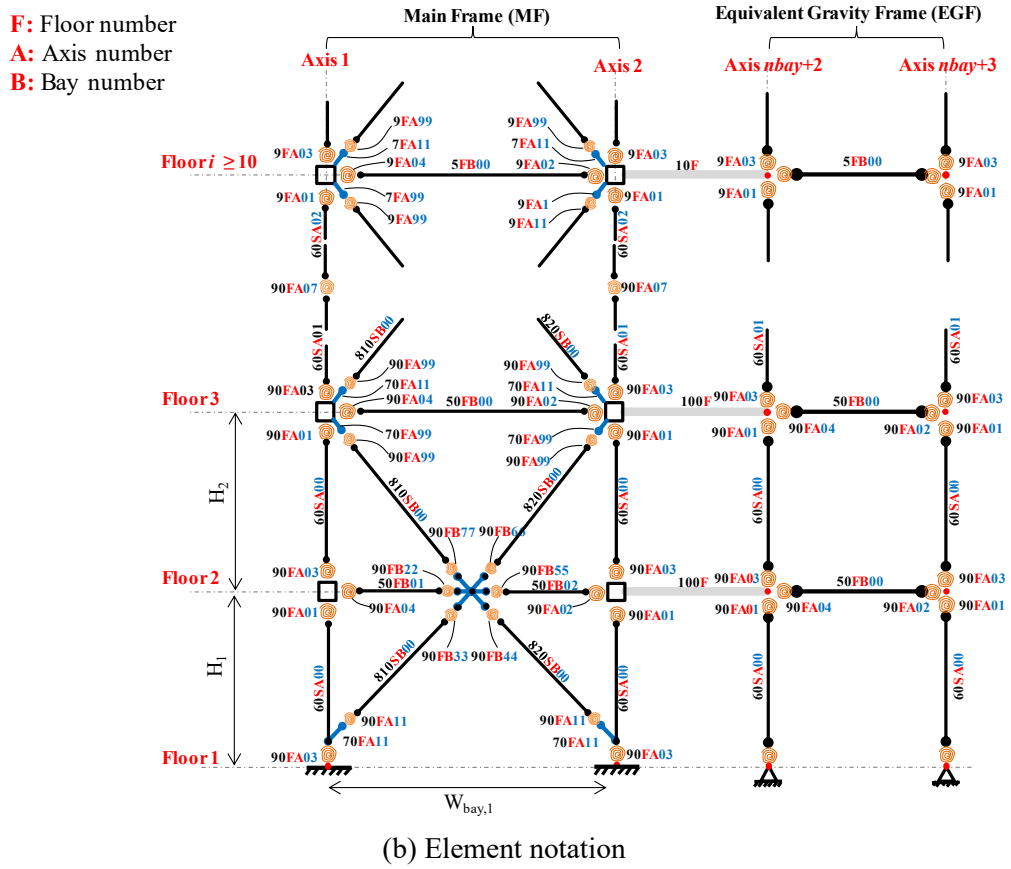 F: Floor number
A: Axis number
B: Bay number
Main Frame (MF)
Equivalent Gravity Frame (EGF)
Axis 1
Axis 2
Axis nbay+2
Axis nbay+3
9FA99
9FA99
7FA11
7FA11
9FA03
9FA04
9FA02
9FA03
9FA03
9FA03
Floor i ≥10
5FB00
10F
5FB00
9FA01
7FA99
9FA1
9FA01
9FA01
9FA01
9FA99
9FA11
60SA02
60SA02
90FA07
90FA07
60SA01
810SB00
820SB00
60SA01
60SA01
60SA01
90FA99
90FA99
90FA03
70FA11
70FA11
90FA03
90FA03
90FA03
Floor 3
90FA04
50FB00
90FA02
100F
50FB00
90FA01
70FA99
70FA99
90FA01
90FA01
90FA04
90FA02
90FA01
90FA99
90FA99
H2
60SA00
810SB00
820SB00
60SA00
60SA00
60SA00
90FB77
90FB66
90FA03
90FB22
90FB55
90FA03
90FA03
90FA03
Floor 2
50FB01
50FB02
100F
50FB00
90FA01
90FA04
90FA02
90FA01
90FA01
90FA04
90FA02
90FA01
90FB33
90FB44
H1
60SA00
810SB00
820SB00
60SA00
60SA00
60SA00
90FA11
90FA11
70FA11
70FA11
Floor 1
90FA03
90FA03
Wbay,1
(b) Element notation